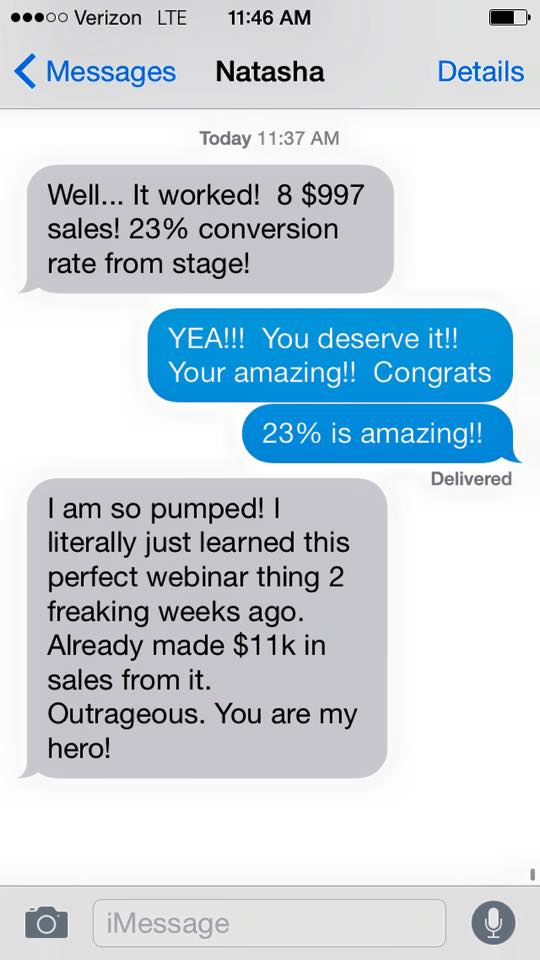 Verizon LTE 11:46 AM
Messages Natasha Details
Today 11:37 AM
Well... It worked!  8 $997
sales! 23% conversion
rate from stage!
YEA!!!  You deserve it!!
Your amazing!!  Congrats
23% is amazing!!
Delivered
I am so pumped! I
literally just learned this
perfect webinar thing 2
freaking weeks ago.
Already made $11k in
sales from it.
Outrageous. You are my
hero!
iMessage